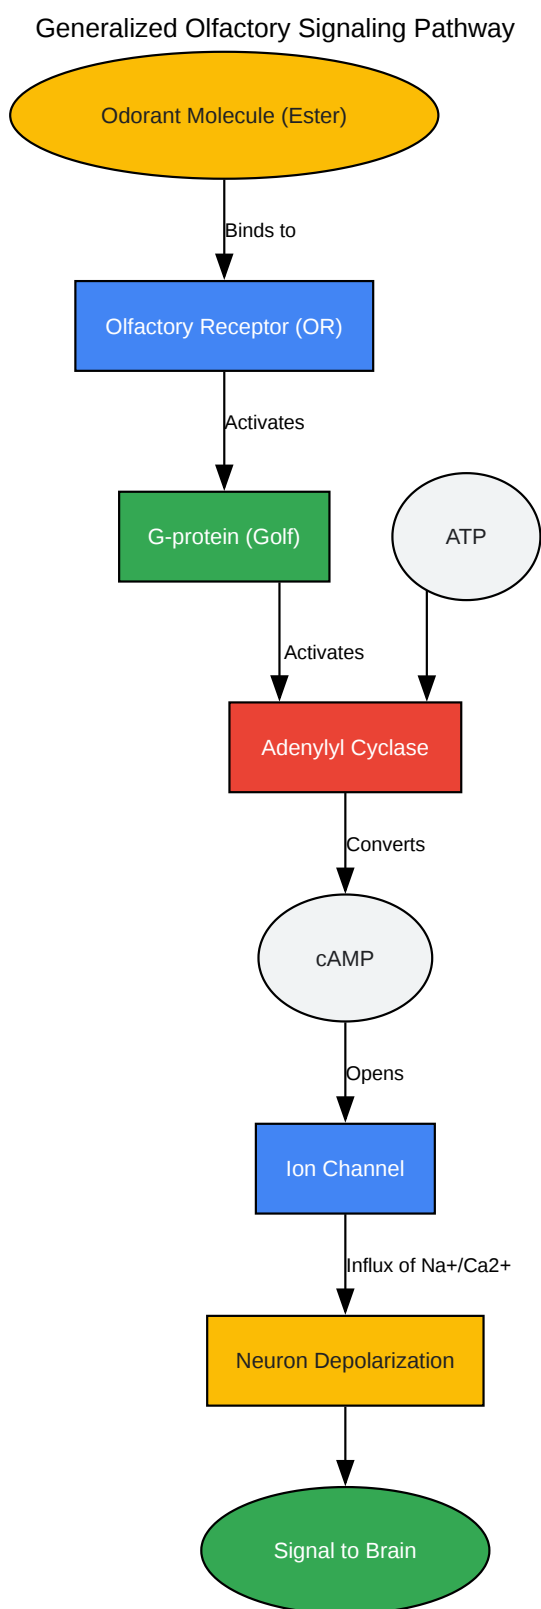 Generalized Olfactory Signaling Pathway
Odorant Molecule (Ester)
Binds to
Olfactory Receptor (OR)
Activates
G-protein (Golf)
ATP
Activates
Adenylyl Cyclase
Converts
cAMP
Opens
Ion Channel
Influx of Na+/Ca2+
Neuron Depolarization
Signal to Brain